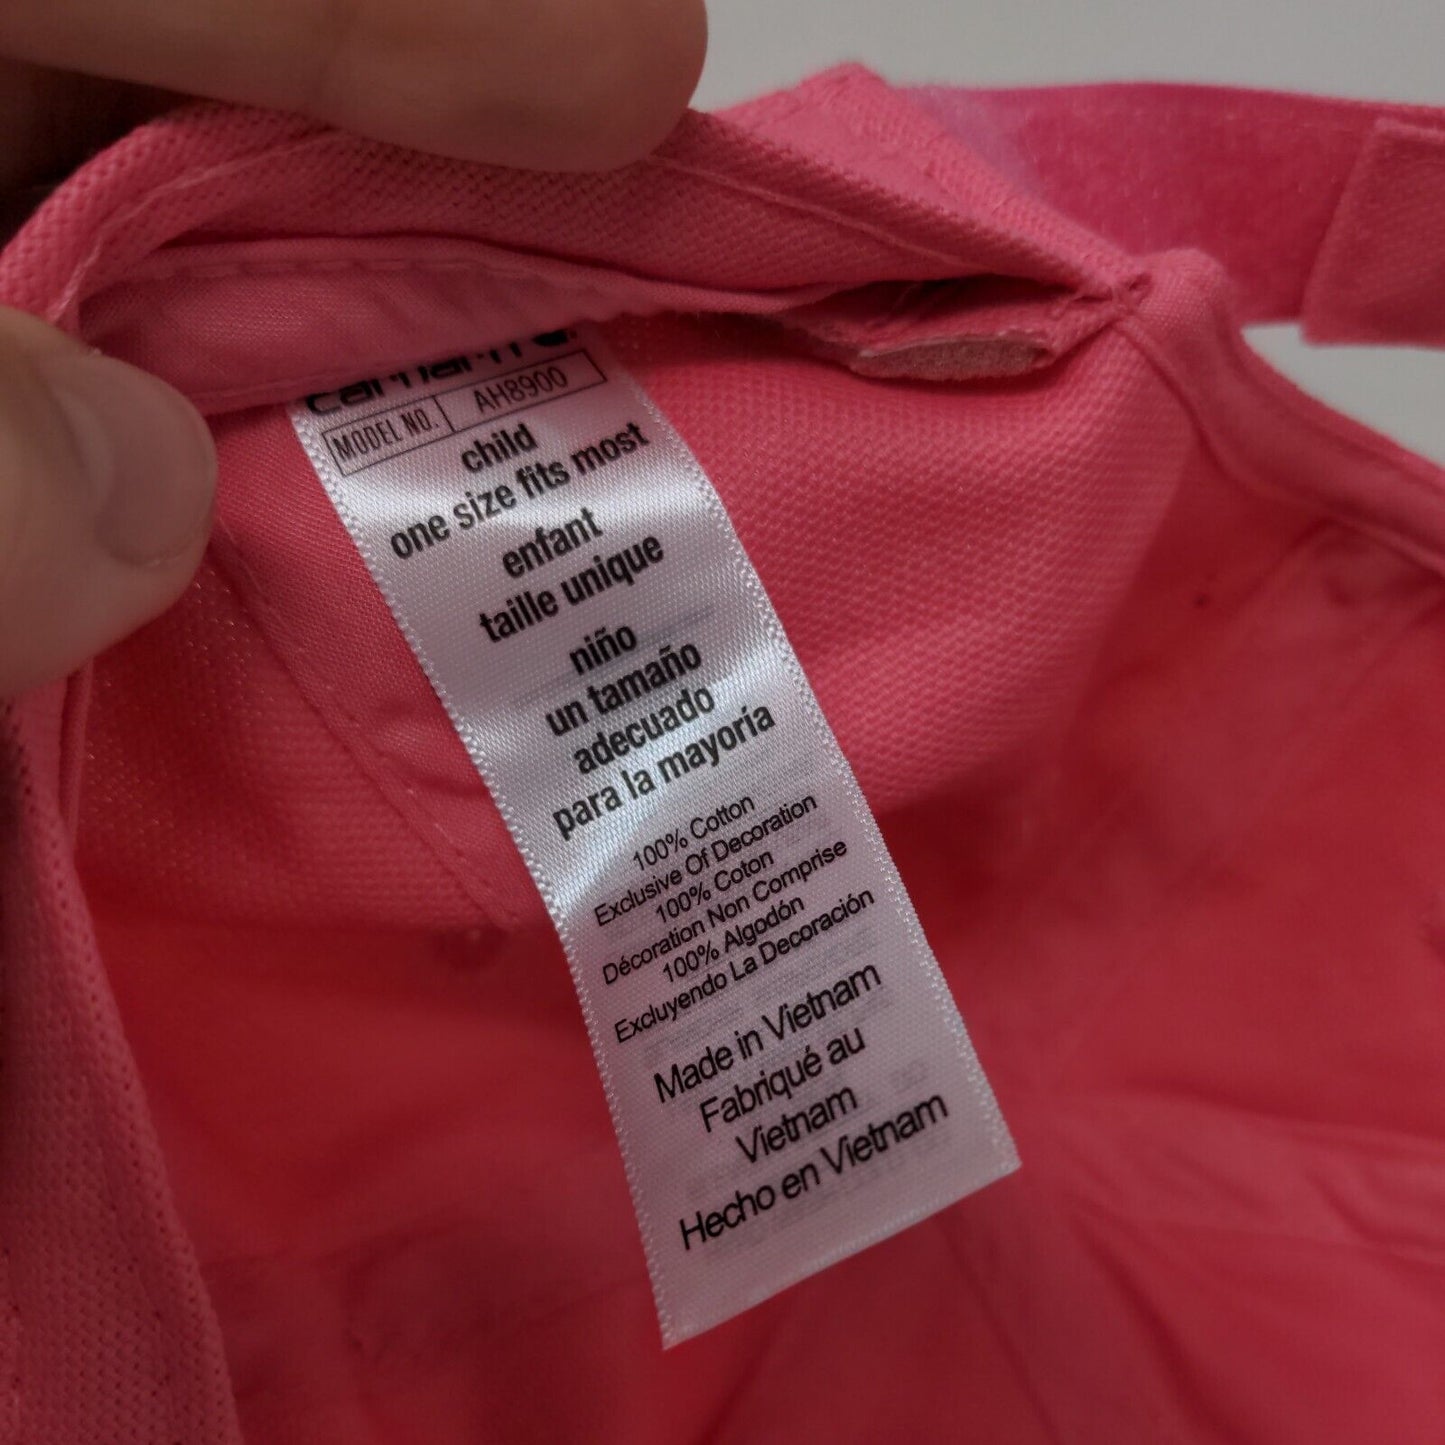 carhartt
MODEL NO. AH8900
child
one size fits most
enfant
taille unique
niño
un tamaño
adecuado
para la mayoría
100% Cotton
Exclusive Of Decoration
100% Coton
Décoration Non Comprise
100% Algodón
Excluyendo La Decoración
Made in Vietnam
Fabriqué au
Vietnam
Hecho en Vietnam